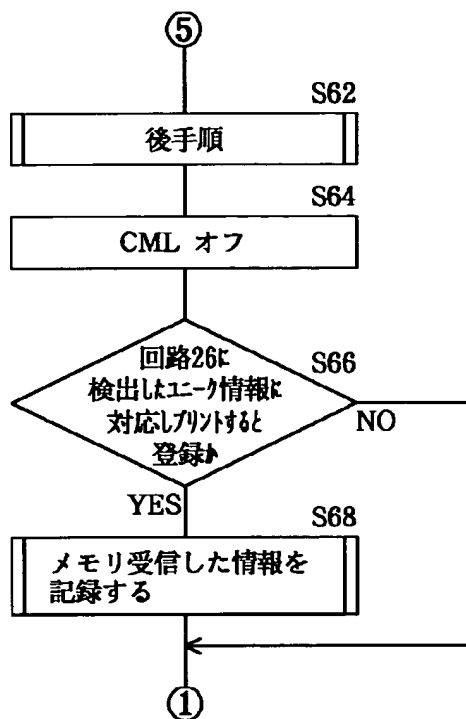 ⑤
S62
後手順
S64
CML オフ
S66
回路26に
検出したユニーク情報に
対応しプリントすると
登録か
NO
YES
S68
メモリ受信した情報を
記録する
①